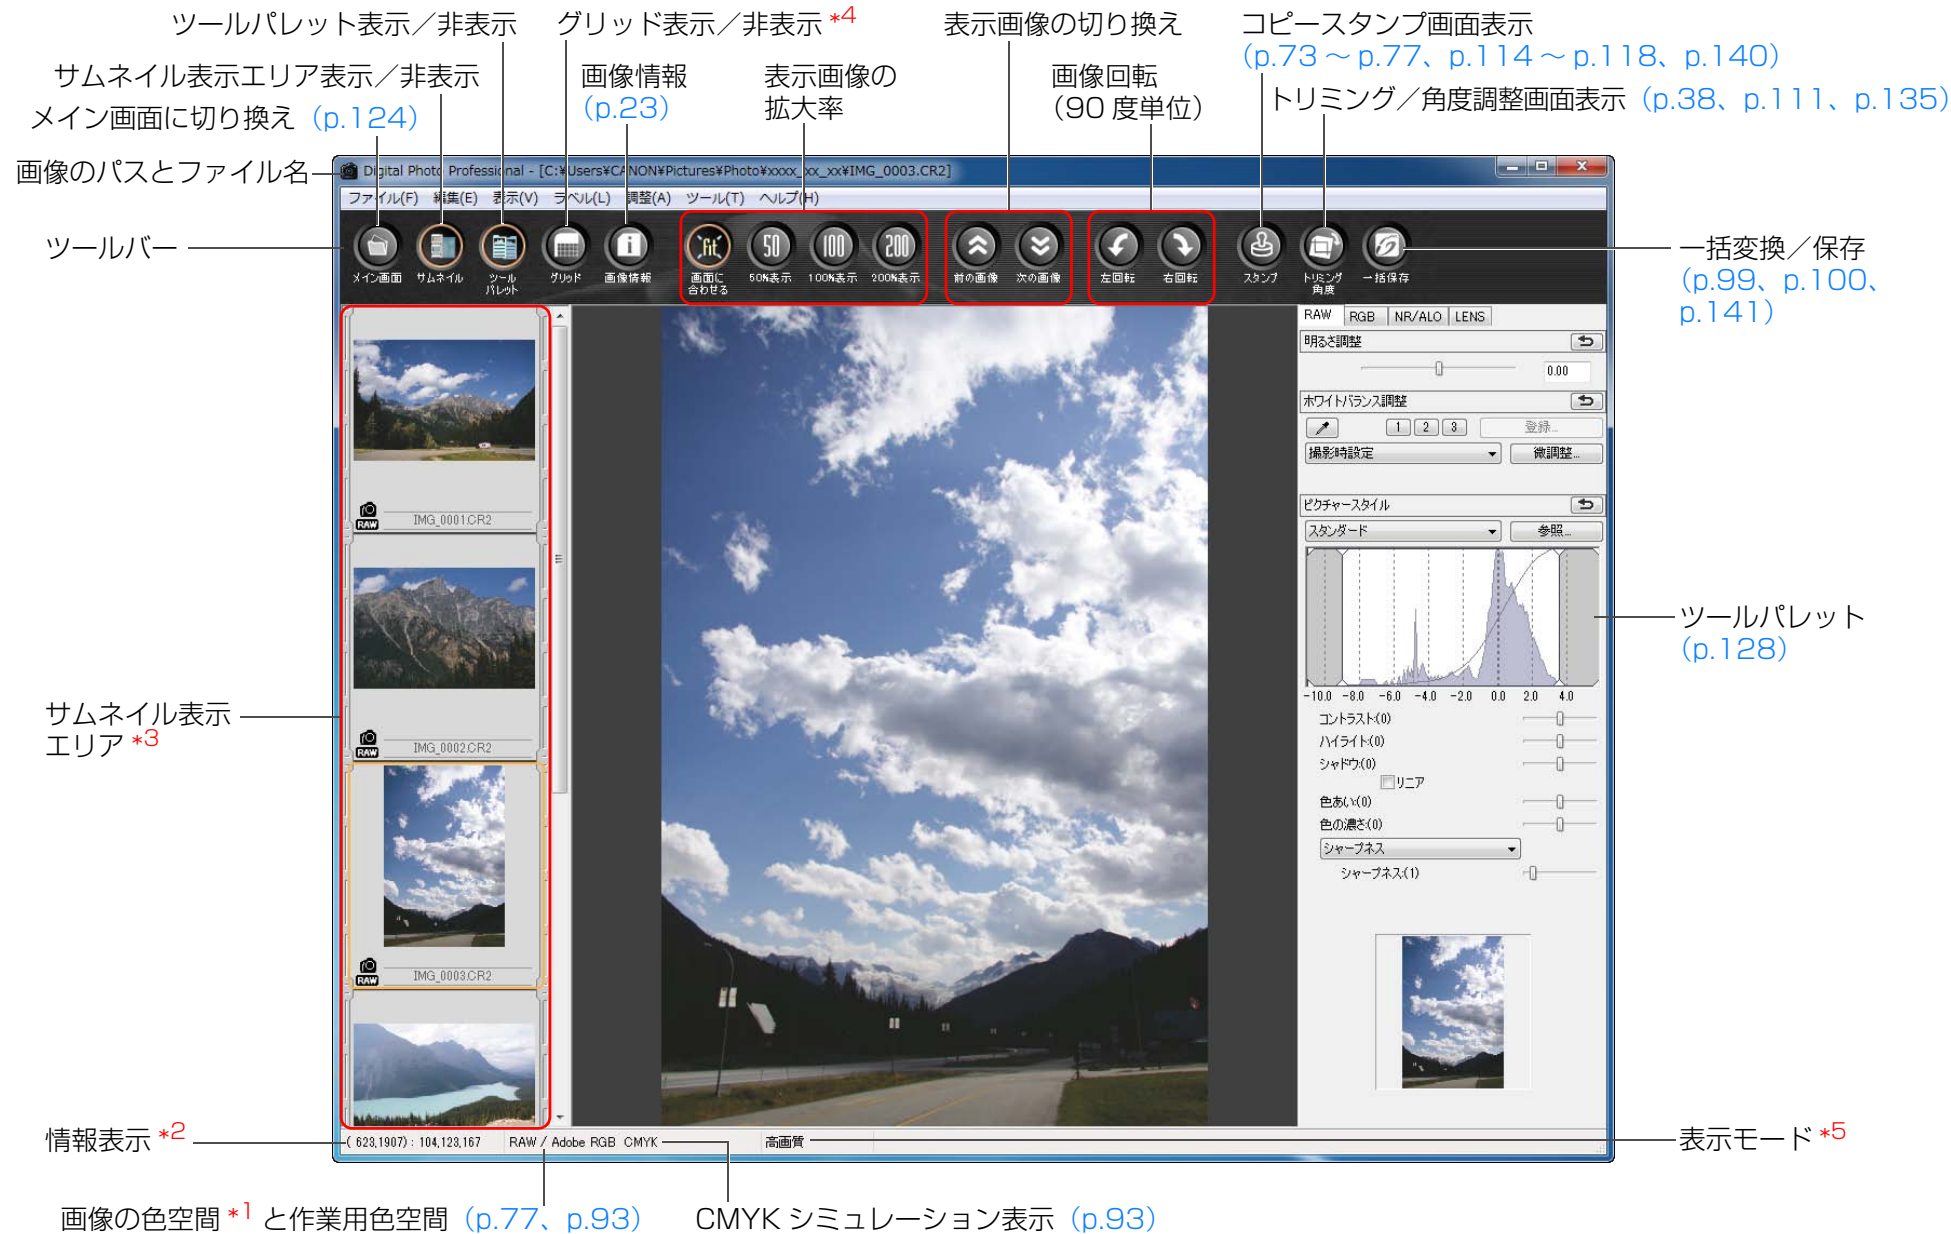 ツールパレット表示／非表示
グリッド表示／非表示 *4
表示画像の切り換え
コピースタンプ画面表示
（p.73～p.77、p.114～p.118、p.140）
サムネイル表示エリア表示／非表示
画像情報
（p.23）
表示画像の
拡大率
画像回転
（90 度単位）
トリミング／角度調整画面表示（p.38、p.111、p.135）
メイン画面に切り換え（p.124）
画像のパスとファイル名
Digital Photo Professional - [C:¥Users¥CANON¥Pictures¥Photo¥xxxx_xx_xx¥IMG_0003.CR2]
ファイル(F) 編集(E) 表示(V) ラベル(L) 調整(A) ツール(T) ヘルプ(H)
ツールバー
fit 50 100 200
メイン画面 サムネイル ツール
パレット グリッド 画像情報 画面に
合わせる 50%表示 100%表示 200%表示 前の画像 次の画像 左回転 右回転 スタンプ トリミング
角度 一括保存
一括変換／保存
（p.99、p.100、
p.141）
RAW RGB NR/ALO LENS
明るさ調整
0.00
ホワイトバランス調整
1 2 3 登録...
撮影時設定 微調整...
ピクチャースタイル
スタンダード 参照...
-10.0 -8.0 -6.0 -4.0 -2.0 0.0 2.0 4.0
コントラスト:(0)
ハイライト:(0)
シャドウ:(0)
リニア
色あい:(0)
色の濃さ:(0)
シャープネス
シャープネス:(1)
ツールパレット
（p.128）
RAW IMG_0001.CR2
RAW IMG_0002.CR2
RAW IMG_0003.CR2
サムネイル表示
エリア *3
情報表示 *2
( 623,1907) : 104,123,167 RAW / Adobe RGB CMYK 高画質
表示モード *5
画像の色空間 *1 と作業用色空間（p.77、p.93）
CMYK シミュレーション表示（p.93）